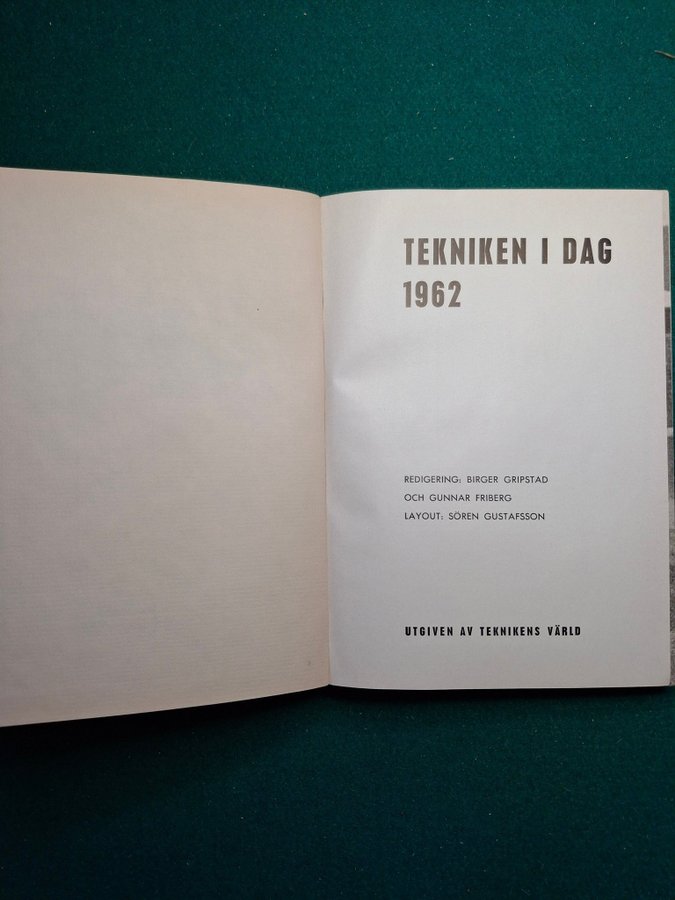 TEKNIKEN I DAG
1962
REDIGERING: BIRGER GRIPSTAD
OCH GUNNAR FRIBERG
LAYOUT: SÖREN GUSTAFSSON
UTGIVEN AV TEKNIKENS VÄRLD